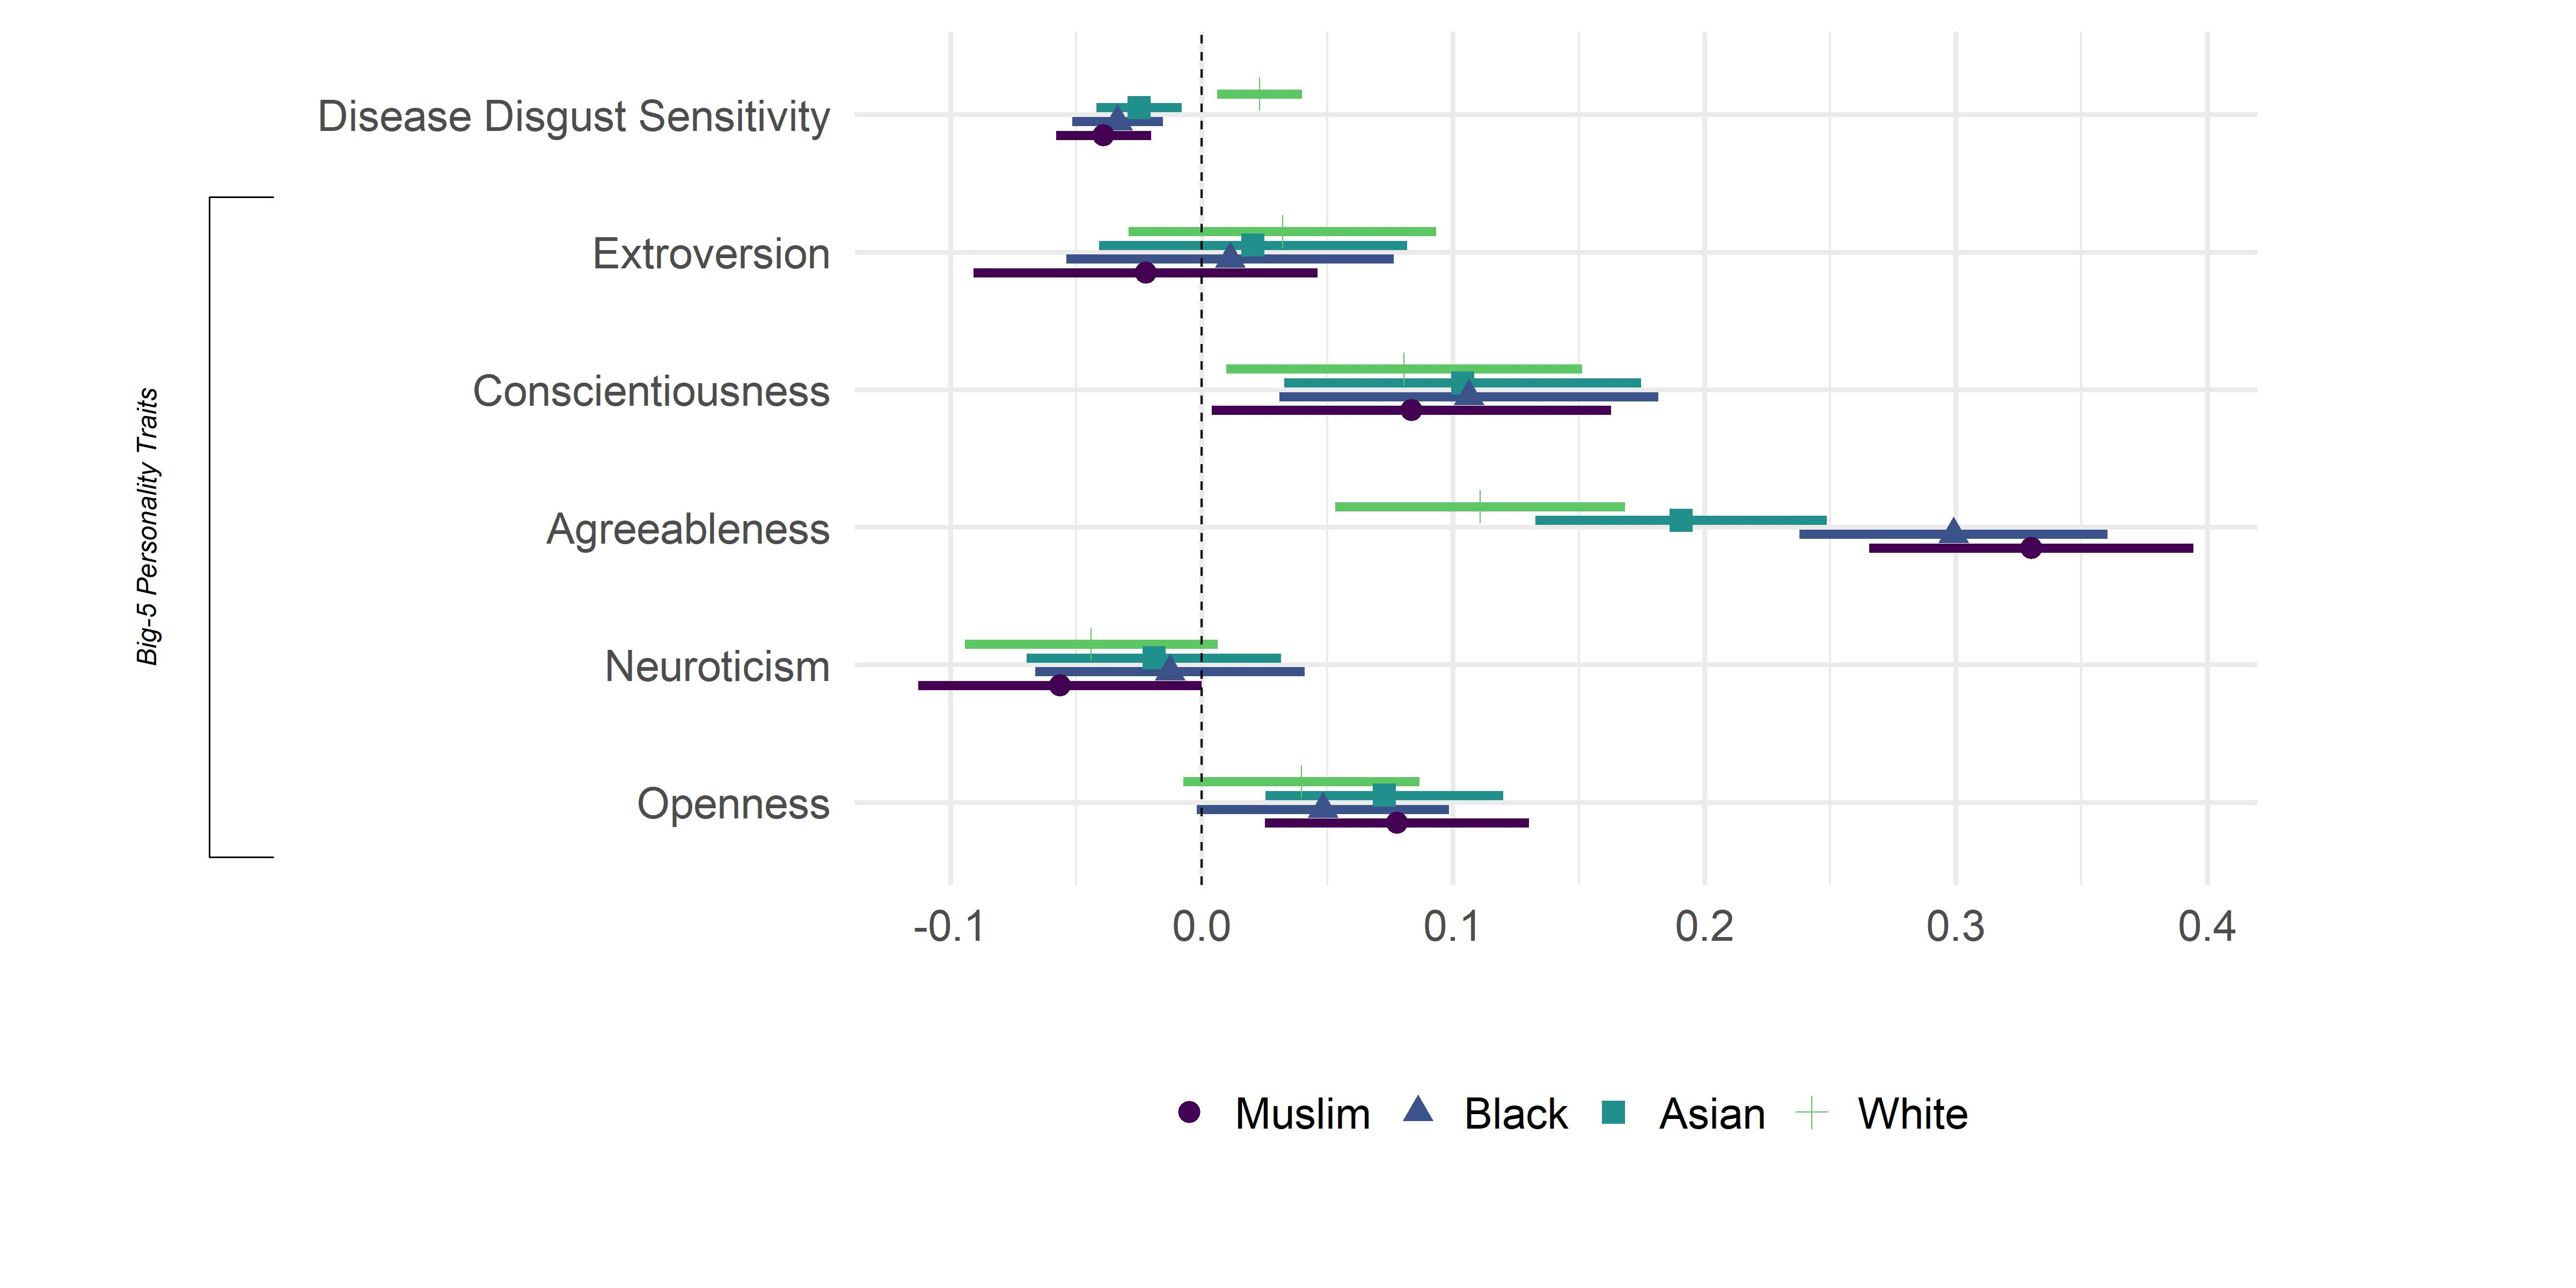 Disease Disgust Sensitivity
Extroversion
Conscientiousness
Agreeableness
Neuroticism
Openness
Big-5 Personality Traits
-0.1 0.0 0.1 0.2 0.3 0.4
Muslim Black Asian White